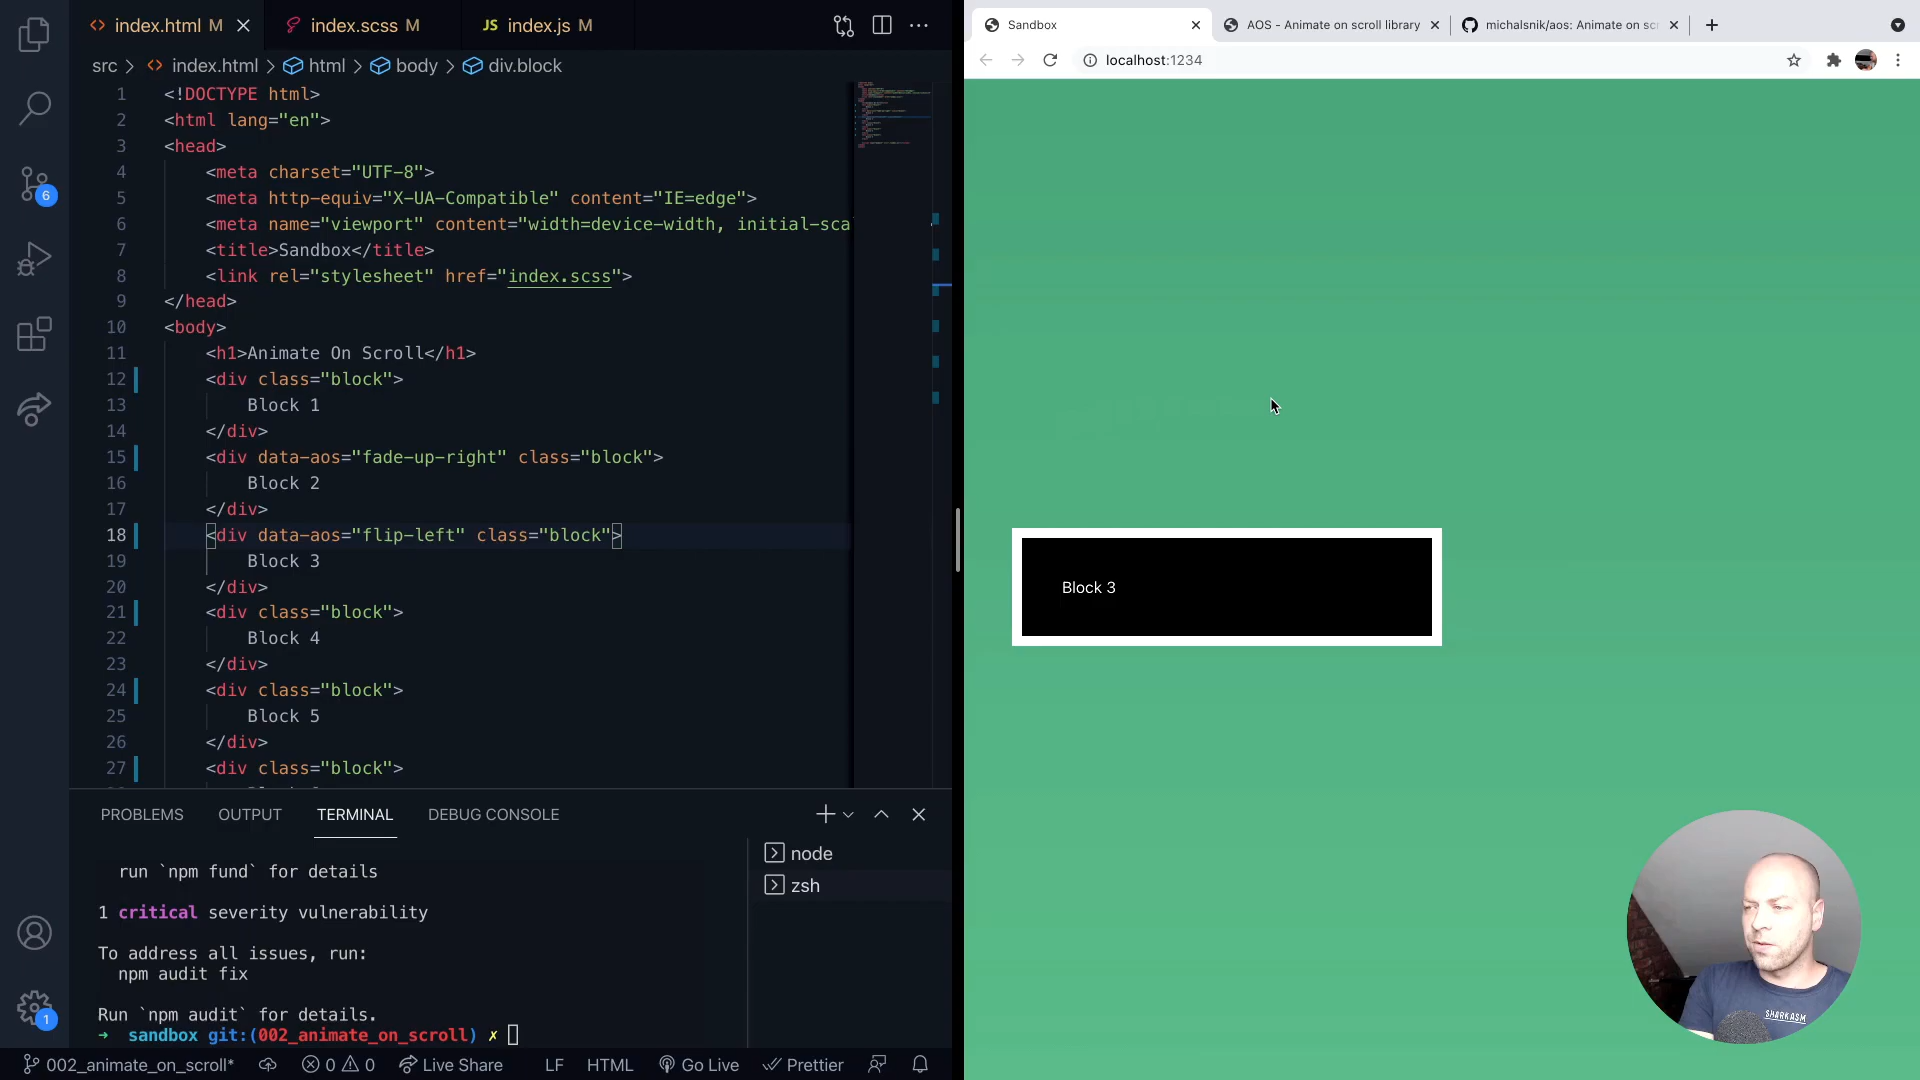 index.html M
index.scss M
JS index.js M
src > index.html > html > body > div.block
1 <!DOCTYPE html>
2 <html lang="en">
3 <head>
4 <meta charset="UTF-8">
5 <meta http-equiv="X-UA-Compatible" content="IE=edge">
6 <meta name="viewport" content="width=device-width, initial-sca
7 <title>Sandbox</title>
8 <link rel="stylesheet" href="index.scss">
9 </head>
10 <body>
11 <h1>Animate On Scroll</h1>
12 <div class="block">
13 Block 1
14 </div>
15 <div data-aos="fade-up-right" class="block">
16 Block 2
17 </div>
18 <div data-aos="flip-left" class="block">
19 Block 3
20 </div>
21 <div class="block">
22 Block 4
23 </div>
24 <div class="block">
25 Block 5
26 </div>
27 <div class="block">
6
PROBLEMS OUTPUT TERMINAL DEBUG CONSOLE
run `npm fund` for details
1 critical severity vulnerability
To address all issues, run:
npm audit fix
Run `npm audit` for details.
→ sandbox git:(002_animate_on_scroll) ✗
node
zsh
1
002_animate_on_scroll* 0 0 Live Share LF HTML Go Live Prettier
Sandbox
AOS - Animate on scroll library
michalsnik/aos: Animate on scr
localhost:1234
Block 3
SHARKASM